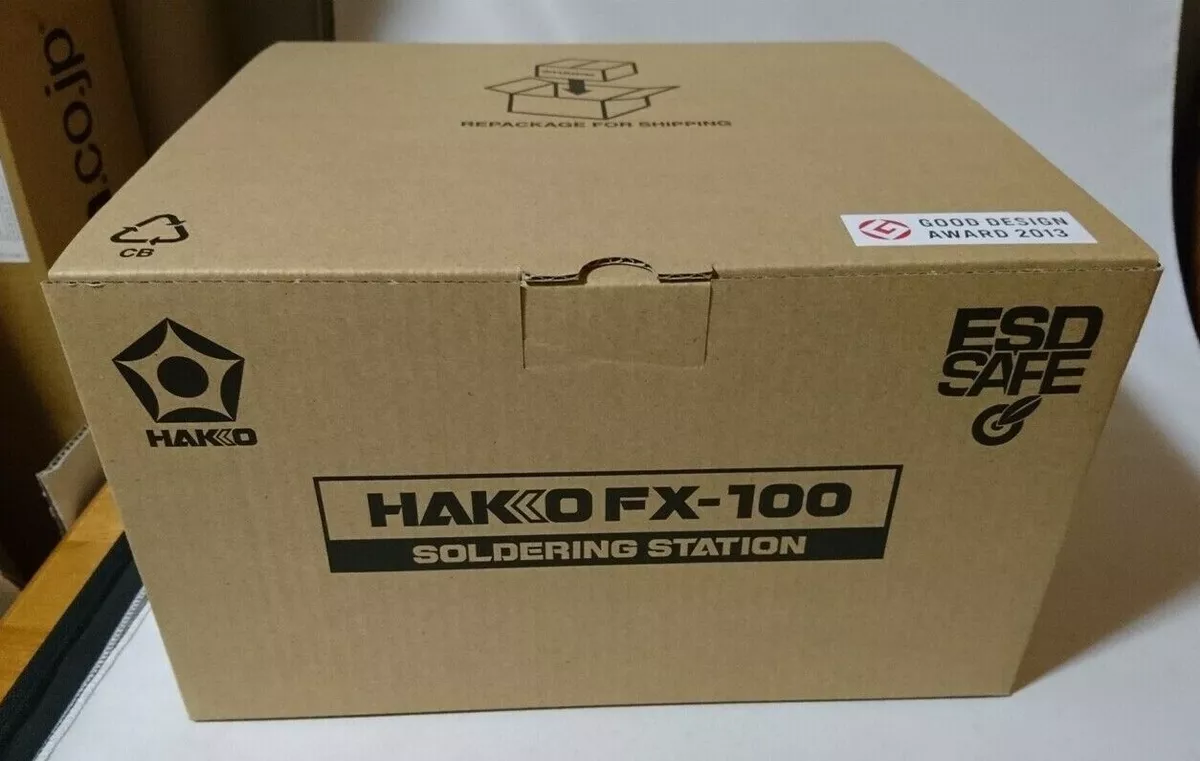 .co.jp
REPACKAGE FOR SHIPPING
CB
GOOD DESIGN
AWARD 2013
HAKKO
ESD
SAFE
HAKKO FX-100
SOLDERING STATION